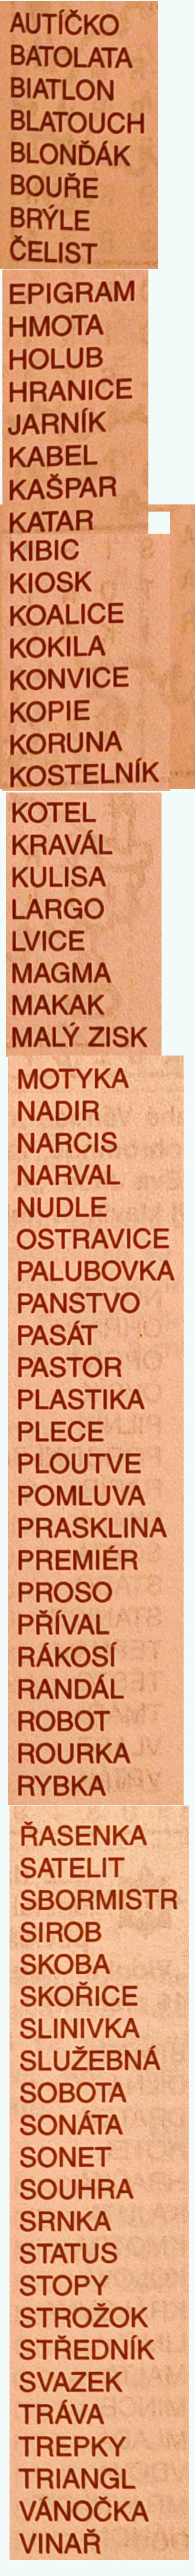 AUTÍČKO
BATOLATA
BIATLON
BLATOUCH
BLONĎÁK
BOUŘE
BRÝLE
ČELIST
EPIGRAM
HMOTA
HOLUB
HRANICE
JARNÍK
KABEL
KAŠPAR
KATAR
KIBIC
KIOSK
KOALICE
KOKILA
KONVICE
KOPIE
KORUNA
KOSTELNÍK
KOTEL
KRAVÁL
KULISA
LARGO
LVICE
MAGMA
MAKAK
MALÝ ZISK
MOTYKA
NADIR
NARCIS
NARVAL
NUDLE
OSTRAVICE
PALUBOVKA
PANSTVO
PASÁT
PASTOR
PLASTIKA
PLECE
PLOUTVE
POMLUVA
PRASKLINA
PREMIÉR
PROSO
PŘÍVAL
RÁKOSÍ
RANDÁL
ROBOT
ROURKA
RYBKA
ŘASENKA
SATELIT
SBORMISTR
SIROB
SKOBA
SKOŘICE
SLINIVKA
SLUŽEBNÁ
SOBOTA
SONÁTA
SONET
SOUHRA
SRNKA
STATUS
STOPY
STROŽOK
STŘEDNÍK
SVAZEK
TRÁVA
TREPKY
TRIANGL
VÁNOČKA
VINAŘ